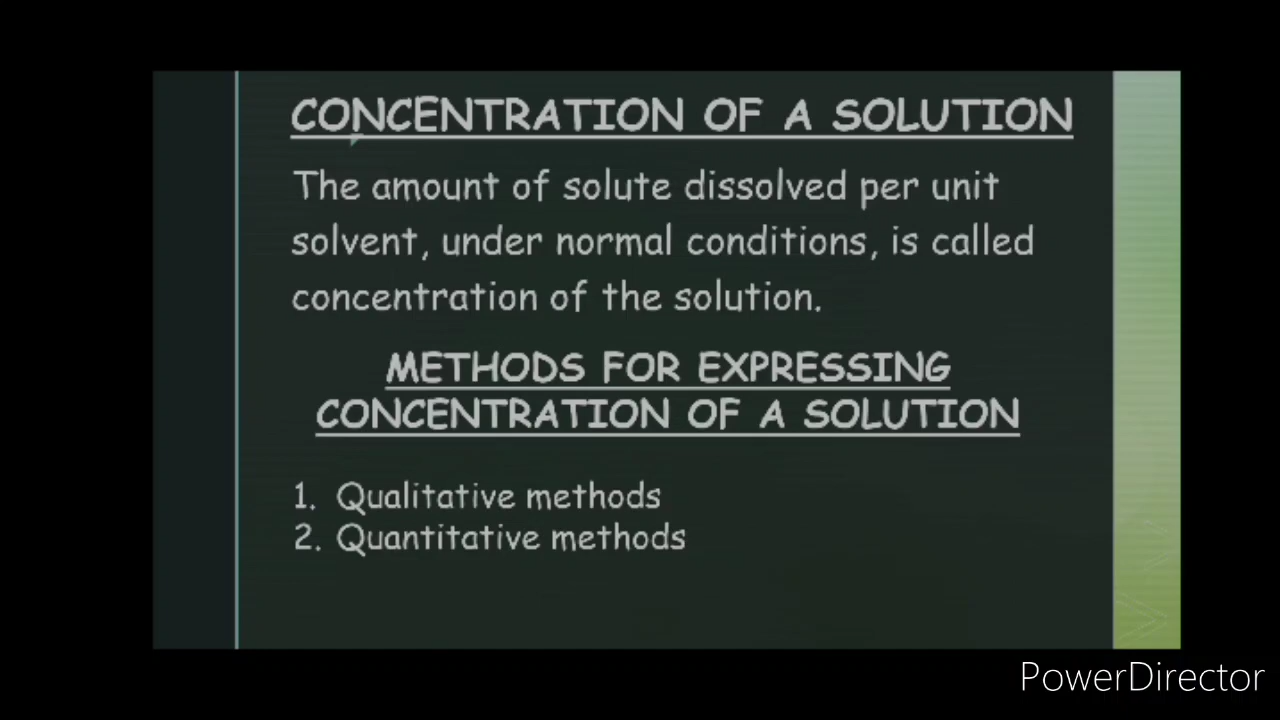 CONCENTRATION OF A SOLUTION
The amount of solute dissolved per unit
solvent, under normal conditions, is called
concentration of the solution.
METHODS FOR EXPRESSING
CONCENTRATION OF A SOLUTION
1. Qualitative methods
2. Quantitative methods
PowerDirector